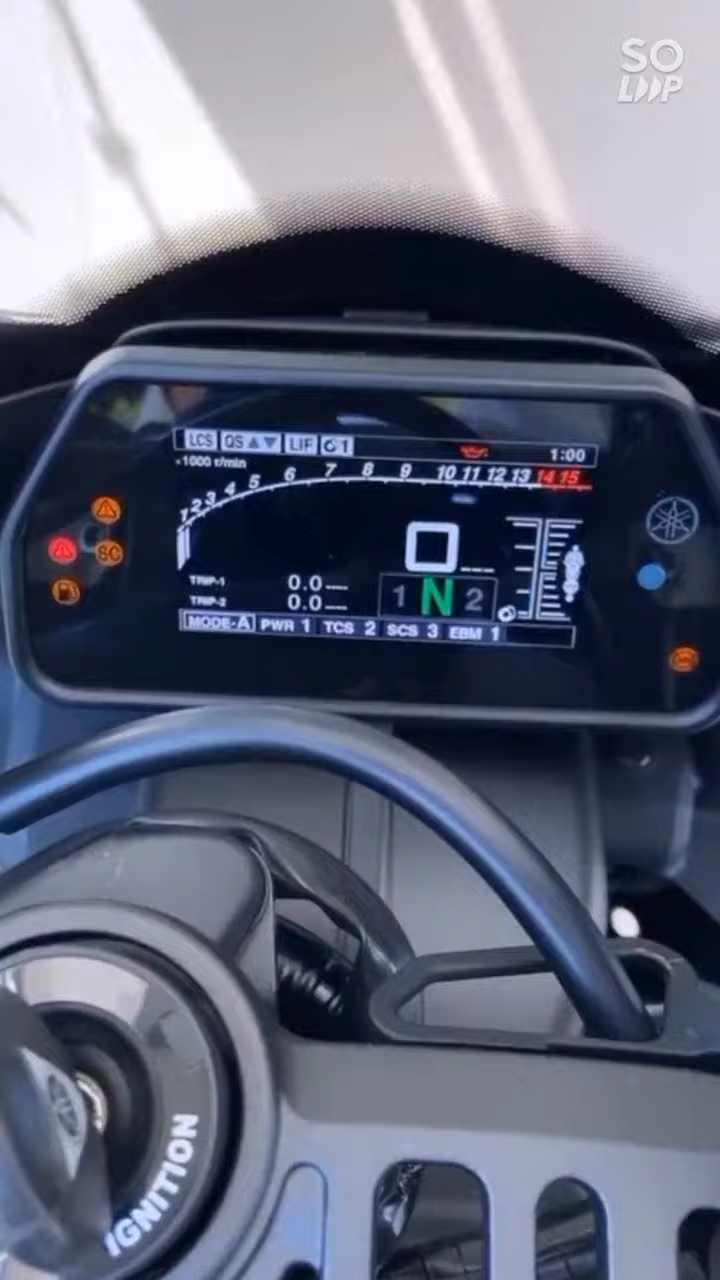 SO
LOOP
LCS QS▲▼ LIF 1 1:00
×1000 r/min
1 2 3 4 5 6 7 8 9 10 11 12 13 14 15
SC
0 ---
TRIP-1 0.0 ---
TRIP-2 0.0 ---
1 N 2
MODE-A PWR 1 TCS 2 SCS 3 EBM 1
IGNITION